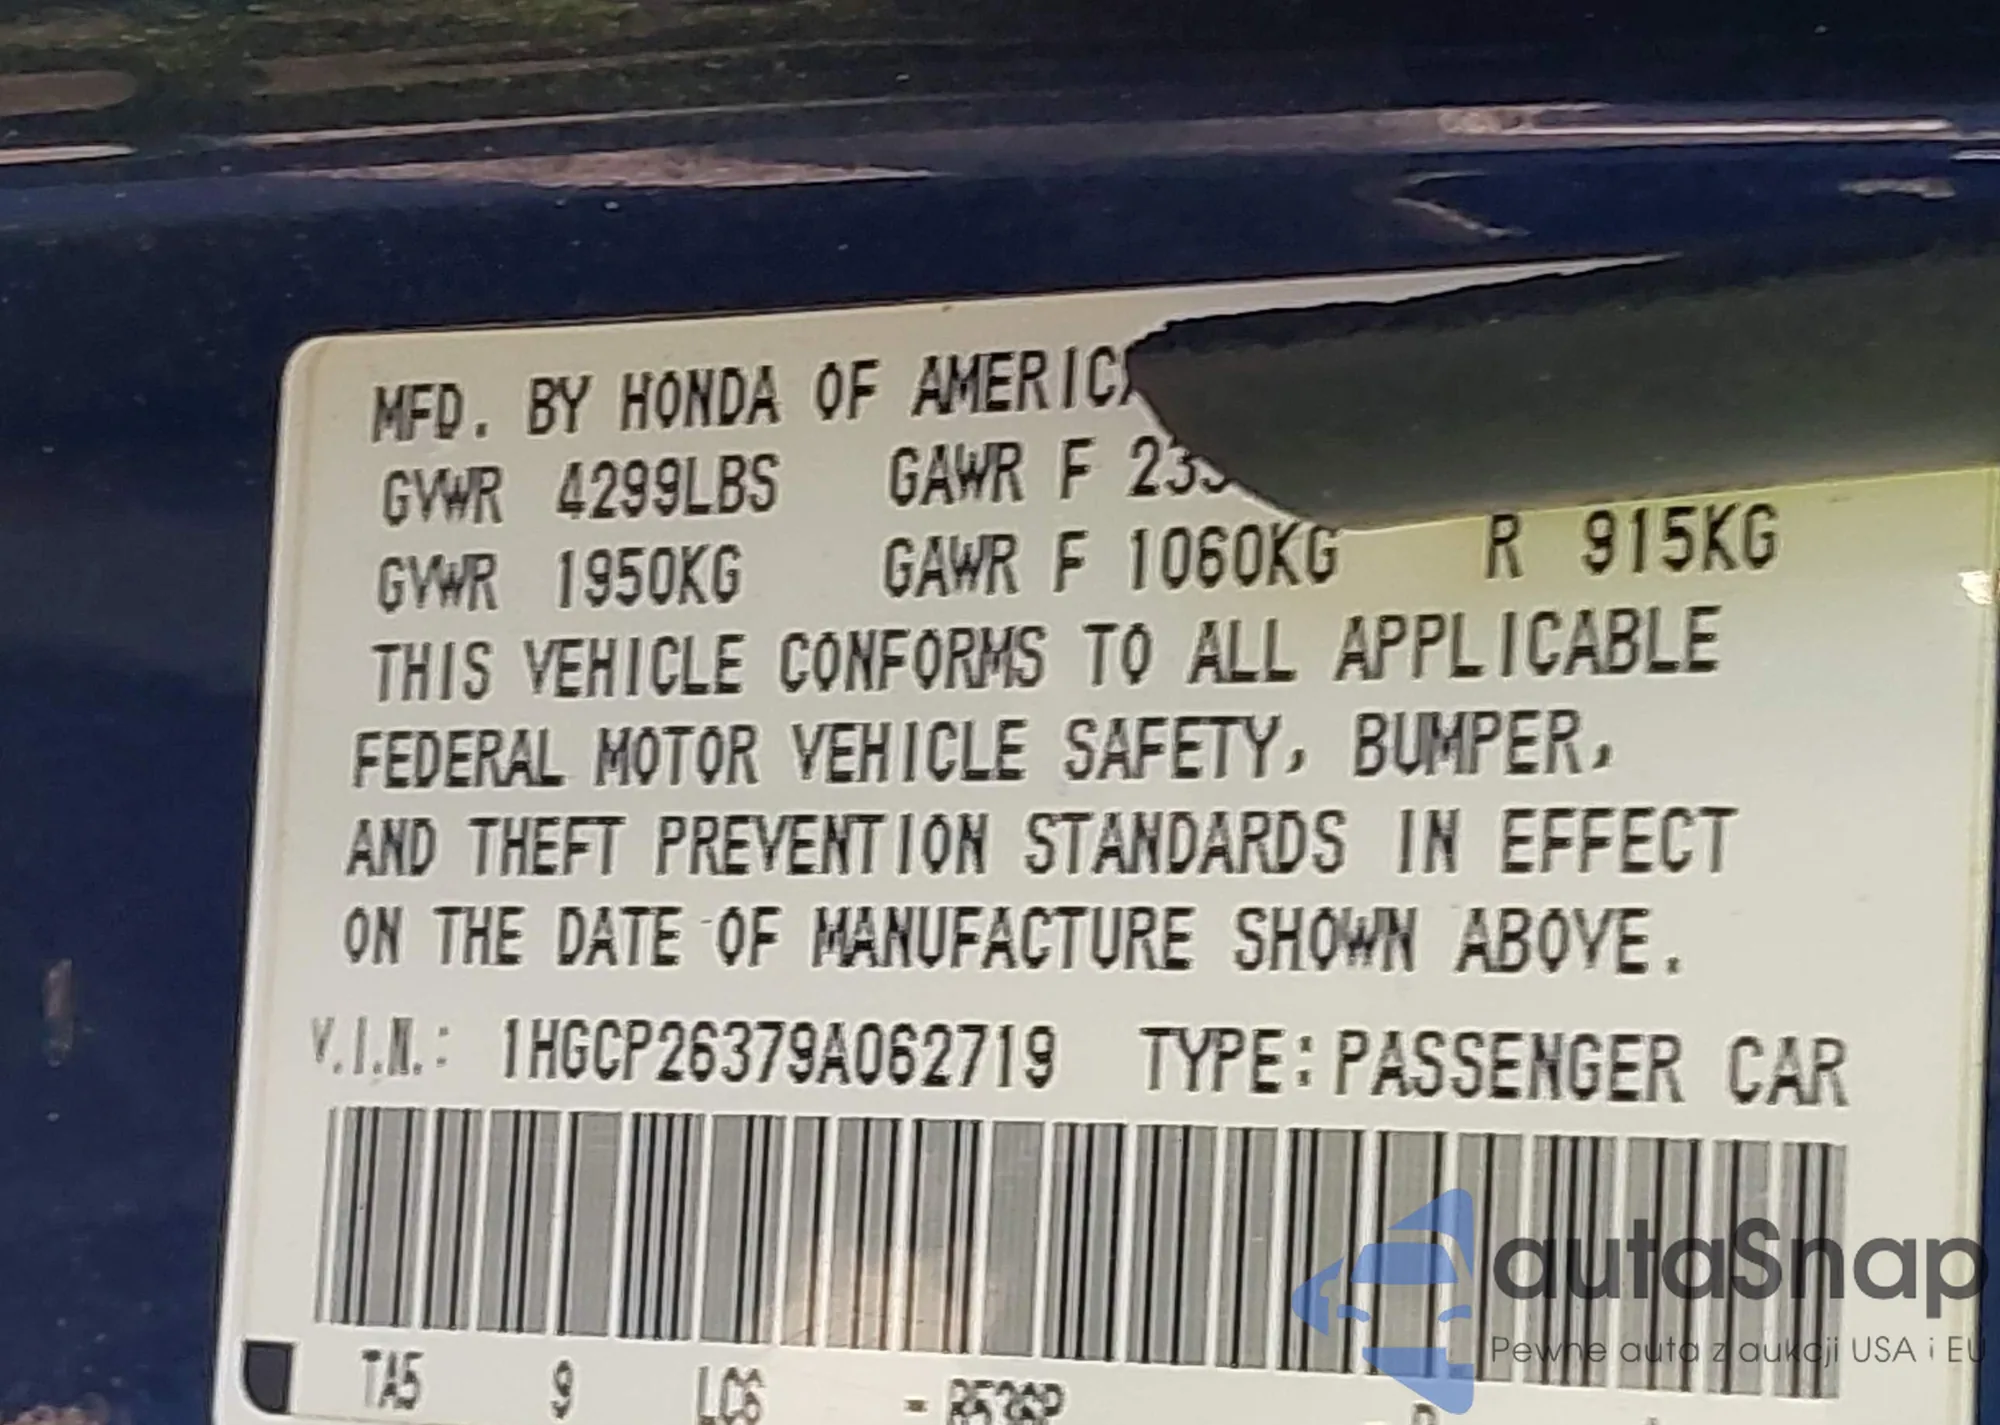 MFD. BY HONDA OF AMERICA
GVWR 4299LBS GAWR F
GVWR 1950KG GAWR F 1060KG R 915KG
THIS VEHICLE CONFORMS TO ALL APPLICABLE
FEDERAL MOTOR VEHICLE SAFETY, BUMPER,
AND THEFT PREVENTION STANDARDS IN EFFECT
ON THE DATE OF MANUFACTURE SHOWN ABOVE.
V.I.N.: 1HGCP26379A062719 TYPE: PASSENGER CAR
TA5 9 LC6 -
autaSnap
Pewne auta z aukcji USA i EU